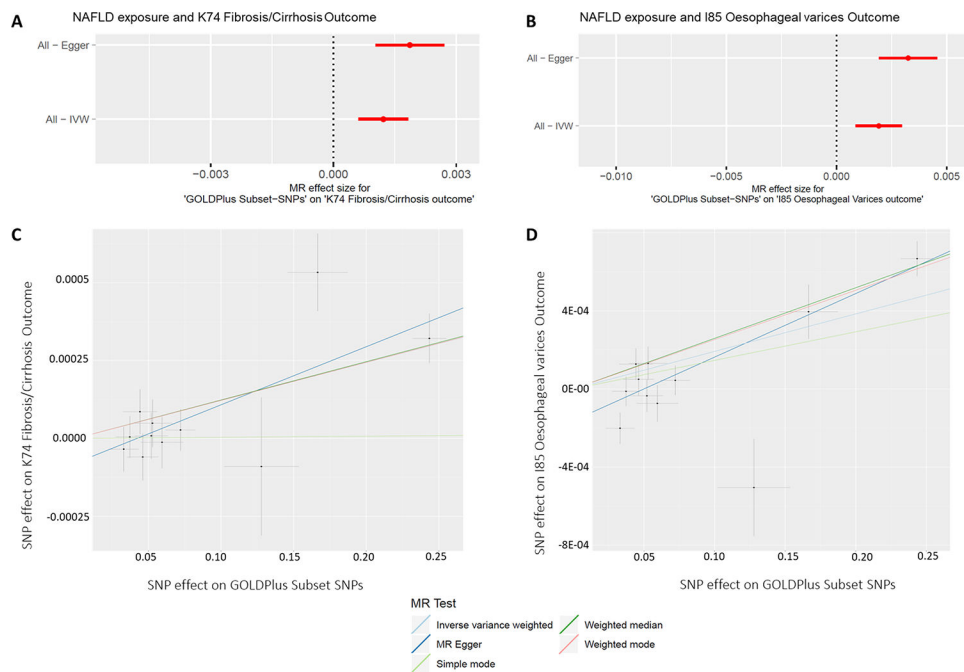 A
NAFLD exposure and K74 Fibrosis/Cirrhosis Outcome
All − Egger
All − IVW
−0.003
0.000
0.003
MR effect size for
'GOLDPlus Subset−SNPs' on 'K74 Fibrosis/Cirrhosis outcome'
B
NAFLD exposure and I85 Oesophageal varices Outcome
All − Egger
All − IVW
−0.010
−0.005
0.000
0.005
MR effect size for
'GOLDPlus Subset−SNPs' on 'I85 Oesophageal Varices outcome'
C
SNP effect on K74 Fibrosis/Cirrhosis Outcome
0.0005
0.00025
0.0000
-0.00025
0.05
0.10
0.15
0.20
0.25
SNP effect on GOLDPlus Subset SNPs
D
SNP effect on I85 Oesophageal varices Outcome
4E-04
0E+00
-4E-04
-8E-04
0.05
0.10
0.15
0.20
0.25
SNP effect on GOLDPlus Subset SNPs
MR Test
Inverse variance weighted
MR Egger
Simple mode
Weighted median
Weighted mode